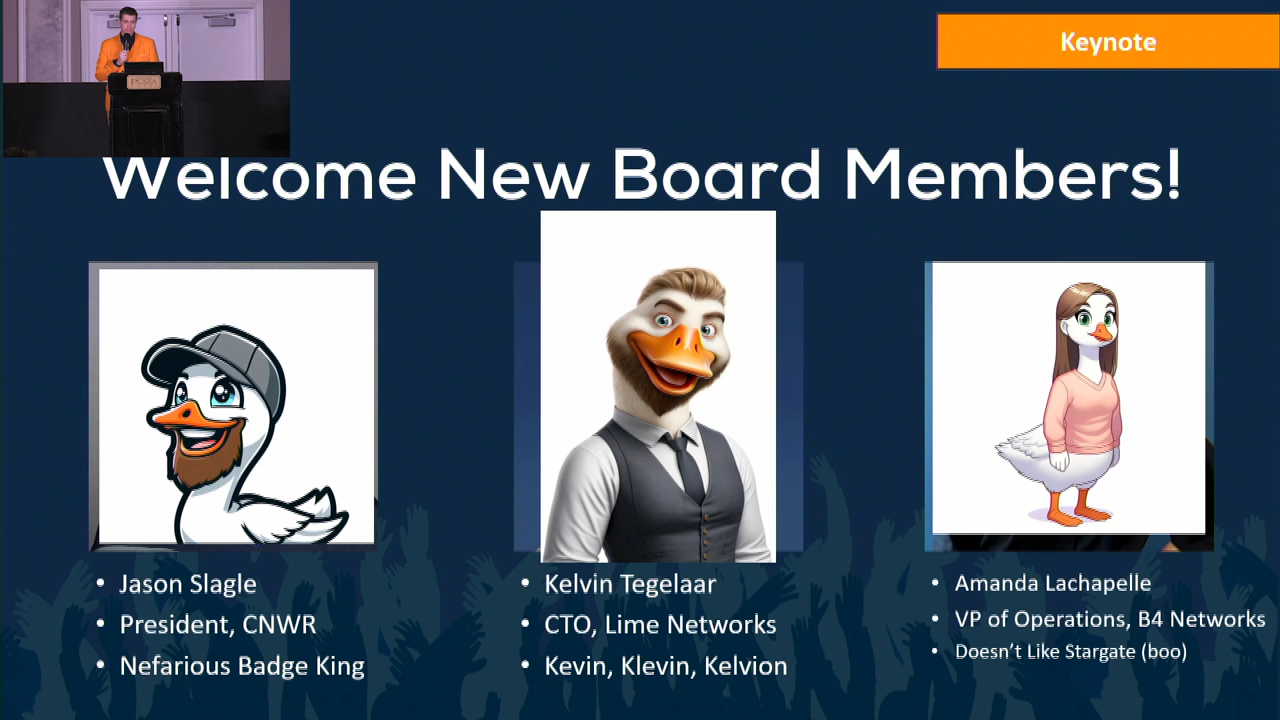 Keynote
Welcome New Board Members!
PLAZA
• Jason Slagle
• President, CNWR
• Nefarious Badge King
• Kelvin Tegelaar
• CTO, Lime Networks
• Kevin, Klevin, Kelvion
• Amanda Lachapelle
• VP of Operations, B4 Networks
• Doesn't Like Stargate (boo)